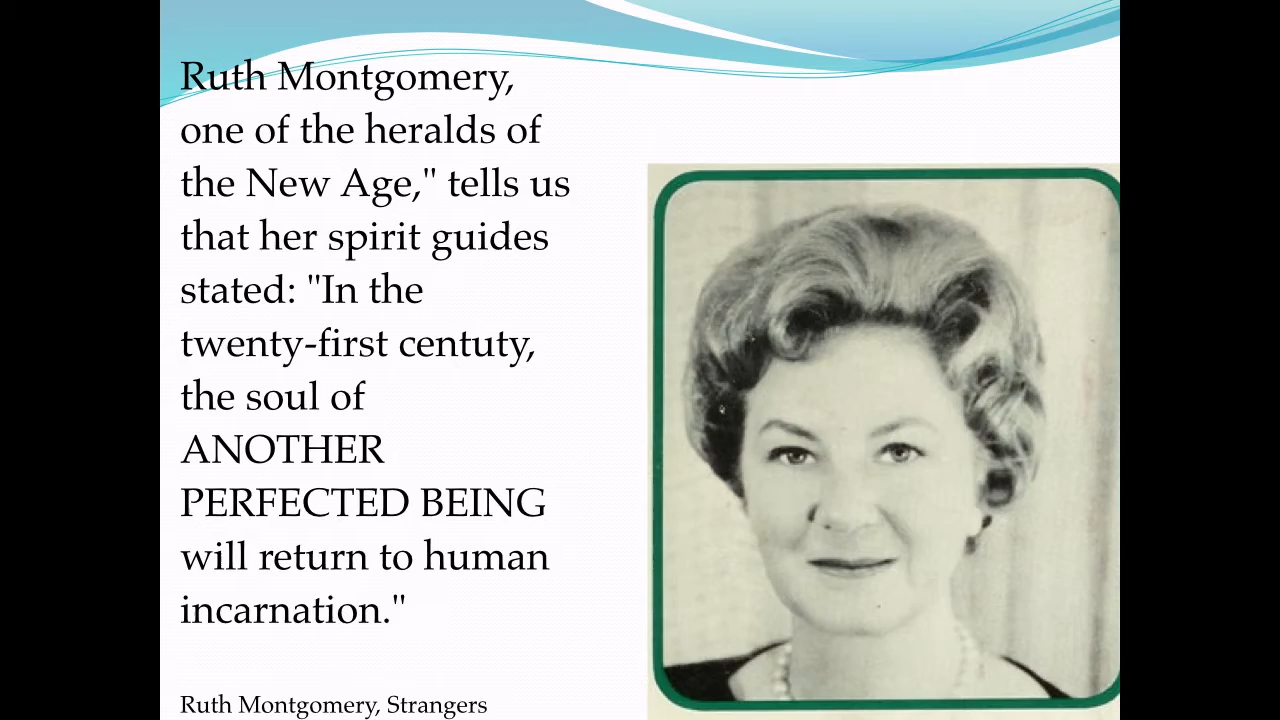 Ruth Montgomery,
one of the heralds of
the New Age," tells us
that her spirit guides
stated: "In the
twenty-first centuty,
the soul of
ANOTHER
PERFECTED BEING
will return to human
incarnation."
Ruth Montgomery, Strangers